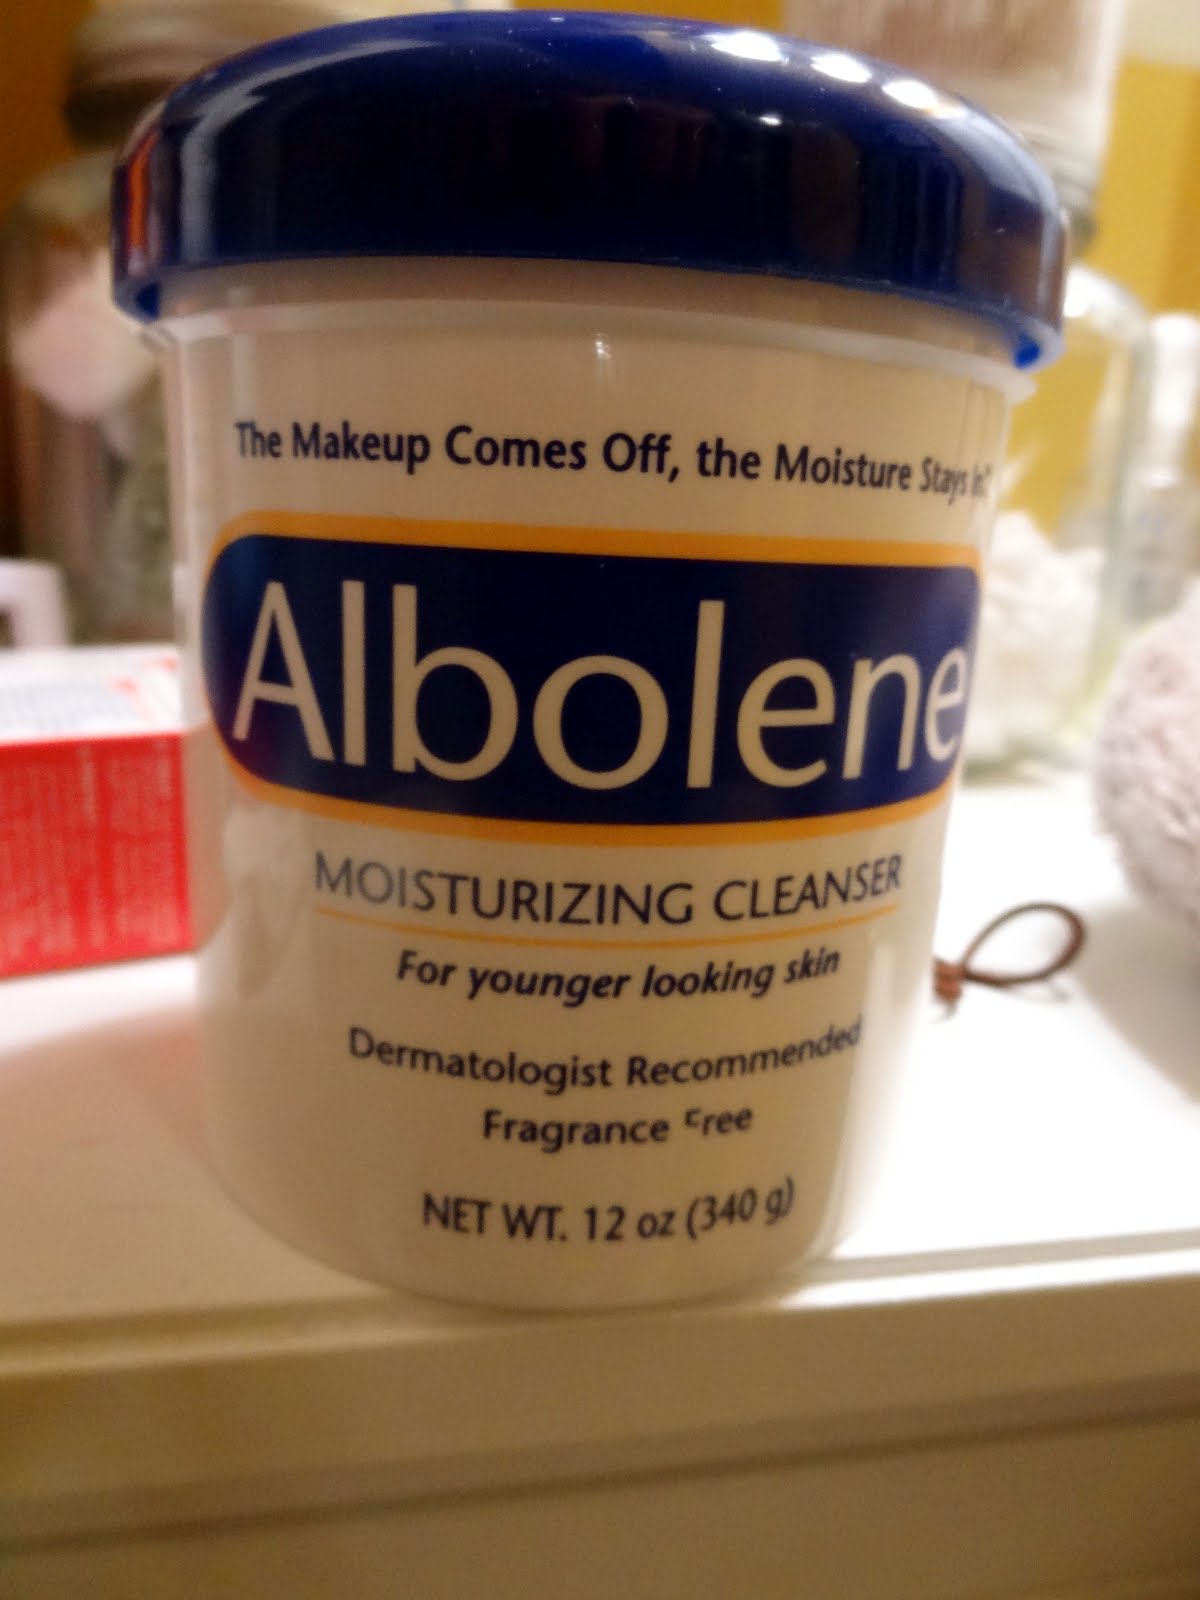 The Makeup Comes Off, the Moisture Stays In
Albolene
MOISTURIZING CLEANSER
For younger looking skin
Dermatologist Recommended
Fragrance Free
NET WT. 12 oz (340 g)